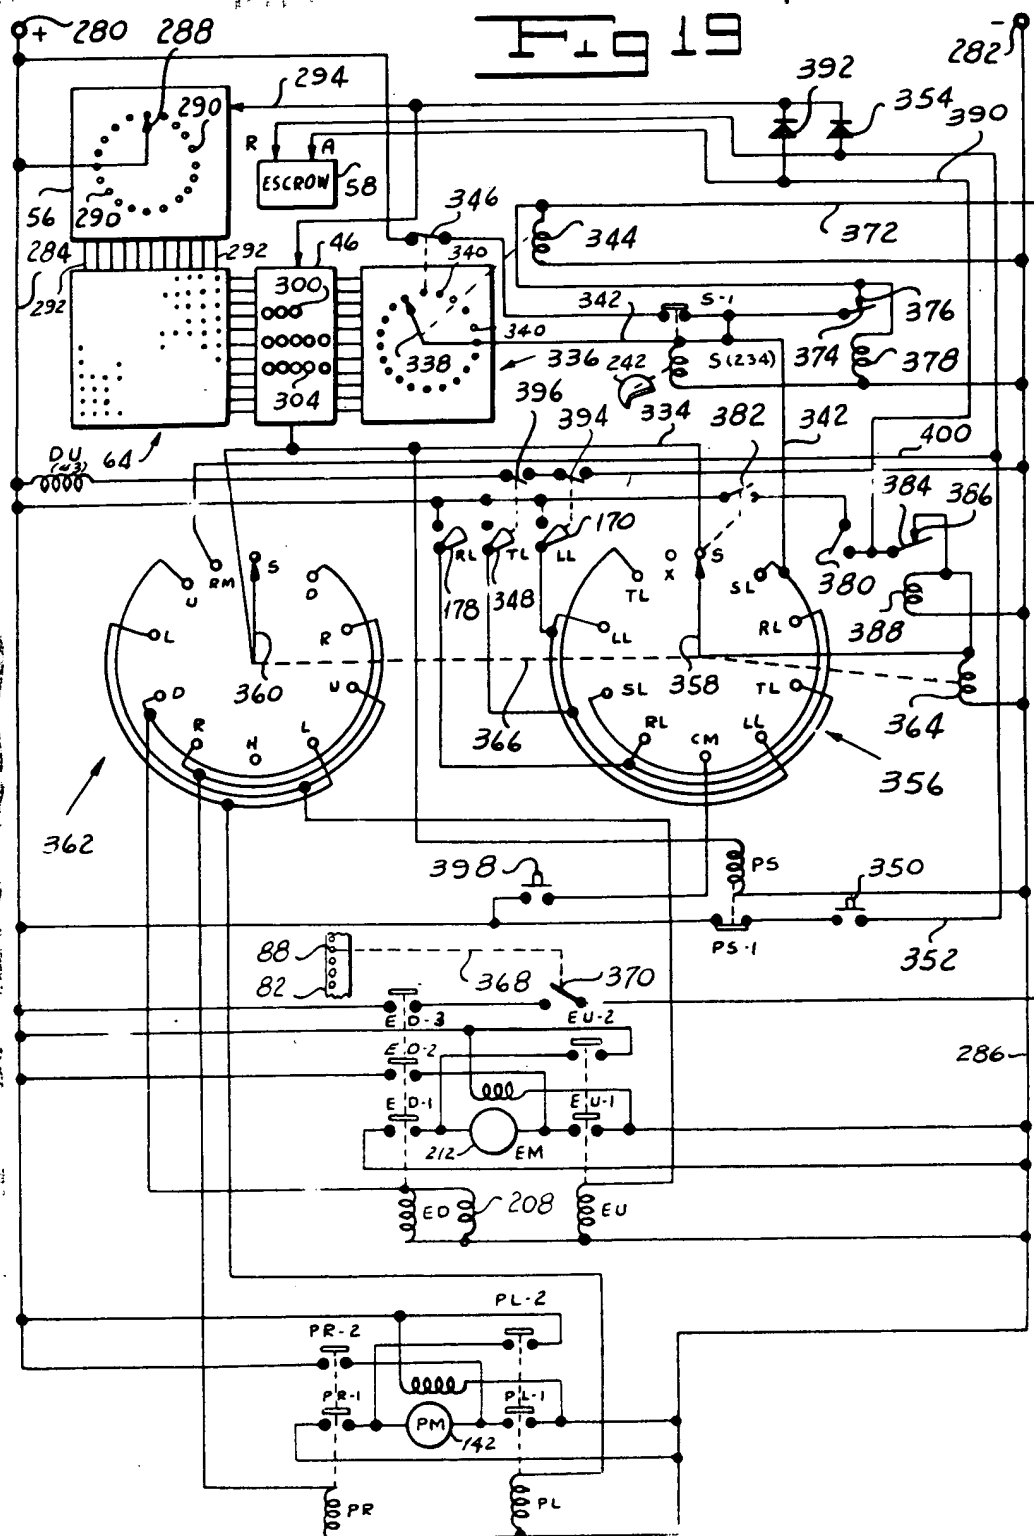 + 280 288 Fig 19 - 282
294 392 354 390
290 R A
56 290 ESCROW 58
346 344 372
284 292 46
292 300 340 342 S-1 376
338 340 336 242 S(234) 374 378
304 396 334 382 342
64 394 400
DU
(43)
384 386
RL TL LL 170
178 348 380 388
U RM S D
TL X S SL
L R LL RL
360 358
D U SL TL 364
R H L 366 RL CM LL
362 356
398 PS 350
PS-1 352
88 368 370
82
ED-3 EU-2
ED-2 286
ED-1 EU-1
212 EM
ED 208 EU
PL-2
PR-2
PR-1 PL-1
PM 142
PR PL